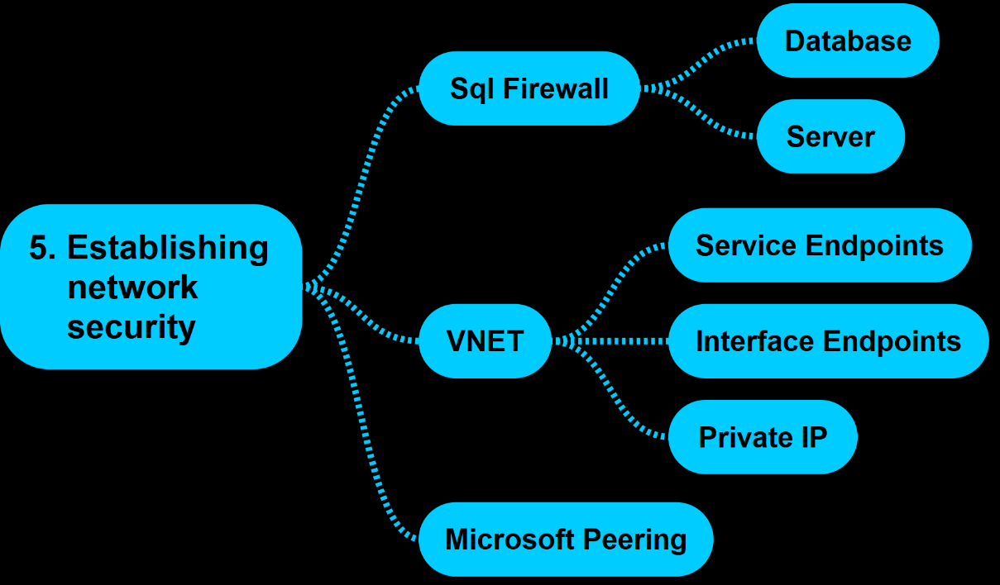 5. Establishing
network
security
Sql Firewall
Database
Server
VNET
Service Endpoints
Interface Endpoints
Private IP
Microsoft Peering